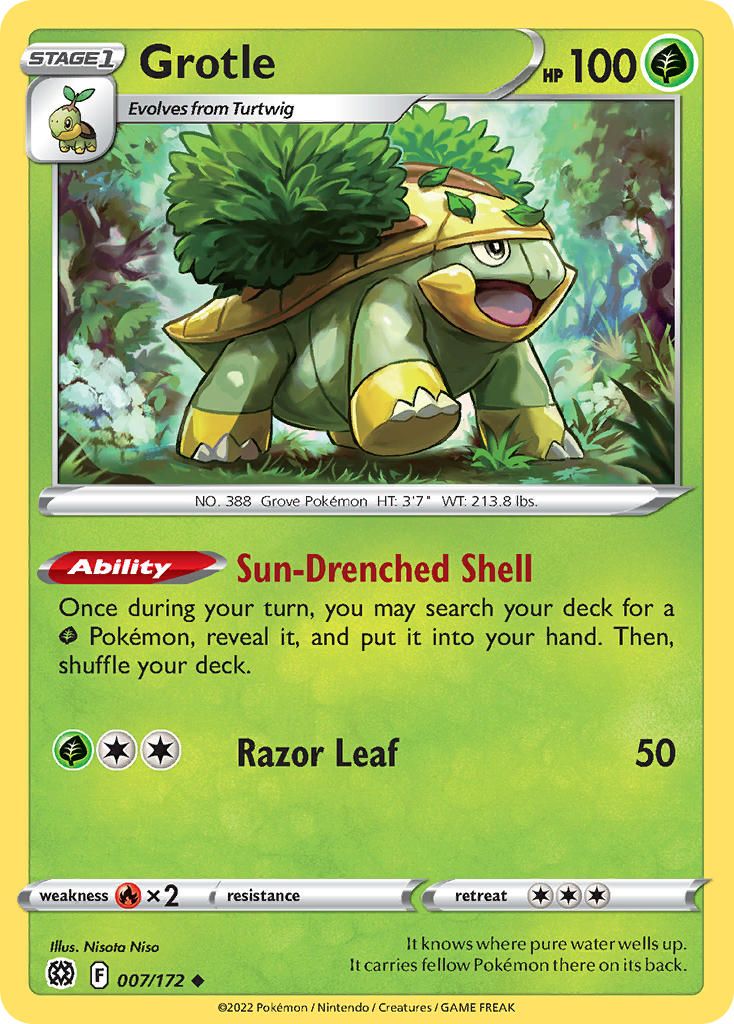 STAGE1
Grotle
HP 100
Evolves from Turtwig
NO. 388 Grove Pokémon HT: 3'7" WT: 213.8 lbs.
Ability Sun-Drenched Shell
Once during your turn, you may search your deck for a
Pokémon, reveal it, and put it into your hand. Then,
shuffle your deck.
Razor Leaf 50
weakness ×2 resistance retreat
Illus. Nisota Niso
F 007/172
It knows where pure water wells up.
It carries fellow Pokémon there on its back.
©2022 Pokémon / Nintendo / Creatures / GAME FREAK